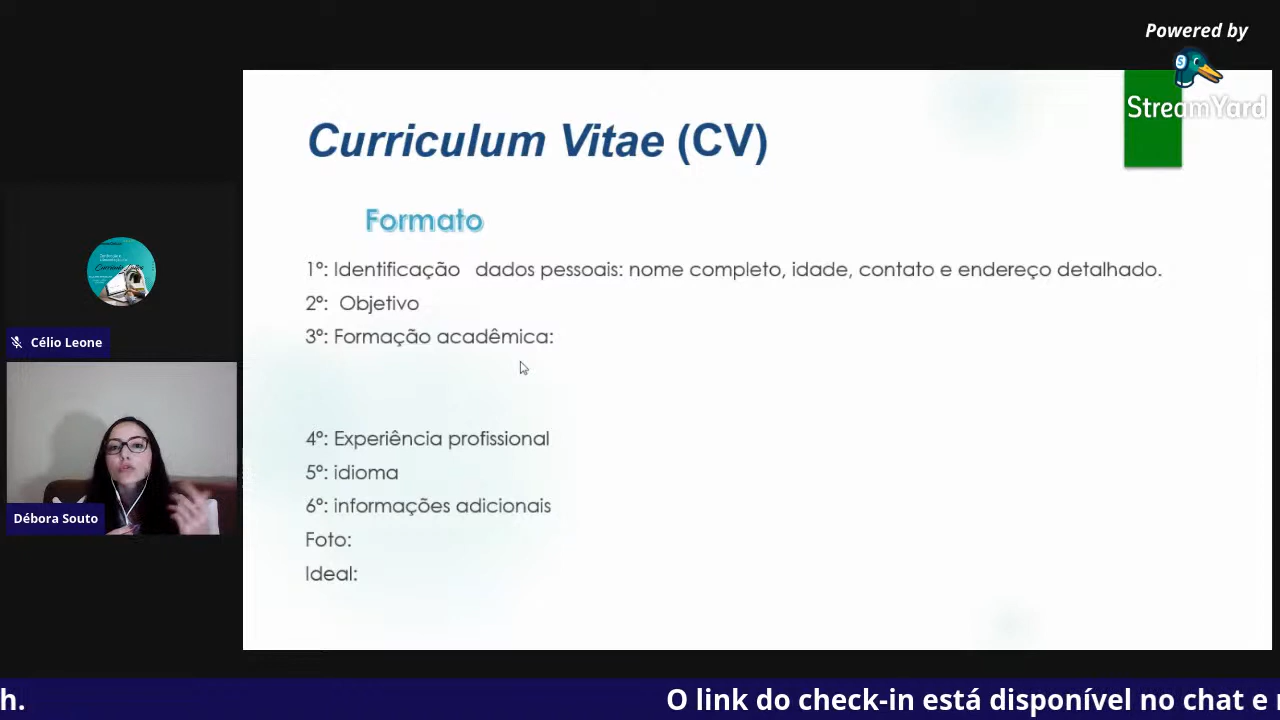 Powered by
StreamYard
Curriculum Vitae (CV)
Formato
1º: Identificação dados pessoais: nome completo, idade, contato e endereço detalhado.
2º: Objetivo
3º: Formação acadêmica:
4º: Experiência profissional
5º: idioma
6º: informações adicionais
Foto:
Ideal:
Célio Leone
Débora Souto
h. O link do check-in está disponível no chat e